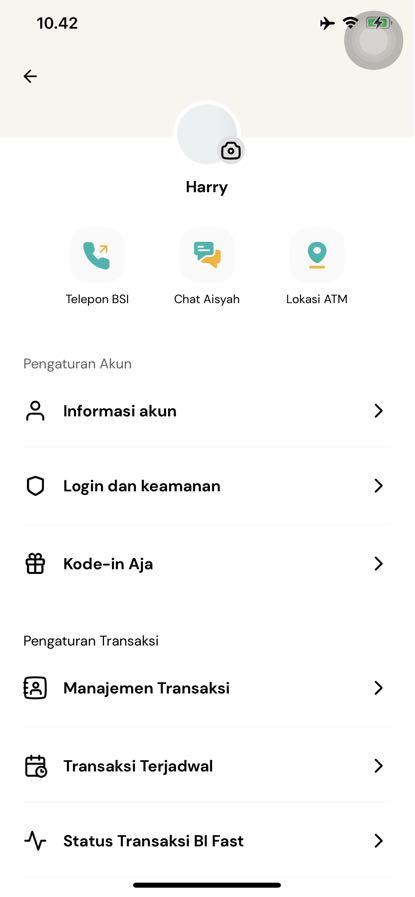 10.42
Harry
Telepon BSI
Chat Aisyah
Lokasi ATM
Pengaturan Akun
Informasi akun
Login dan keamanan
Kode-in Aja
Pengaturan Transaksi
Manajemen Transaksi
Transaksi Terjadwal
Status Transaksi BI Fast